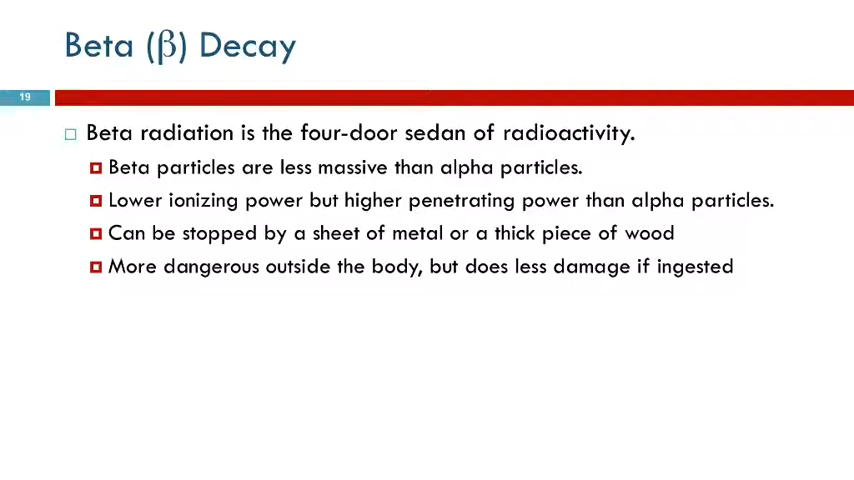 Beta (β) Decay
19
Beta radiation is the four-door sedan of radioactivity.
Beta particles are less massive than alpha particles.
Lower ionizing power but higher penetrating power than alpha particles.
Can be stopped by a sheet of metal or a thick piece of wood
More dangerous outside the body, but does less damage if ingested